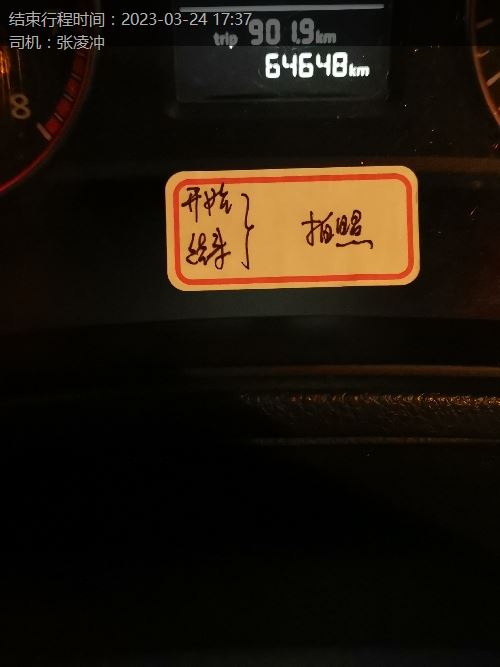 结束行程时间：2023-03-24 17:37
司机：张凌冲
trip 901.9km
64648km
8
开始
结束
拍照